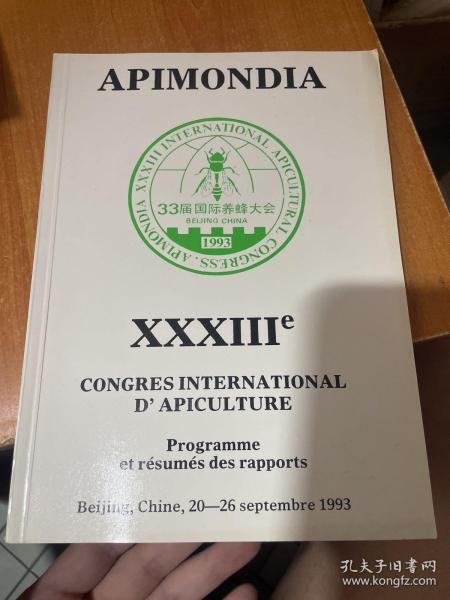 APIMONDIA
APIMONDIA XXXIII INTERNATIONAL APICULTURAL CONGRESS.
33届国际养蜂大会
BEIJING CHINA
1993
XXXIIIe
CONGRES INTERNATIONAL
D' APICULTURE
Programme
et résumés des rapports
Beijing, Chine, 20—26 septembre 1993
孔夫子旧书网
www.kongfz.com